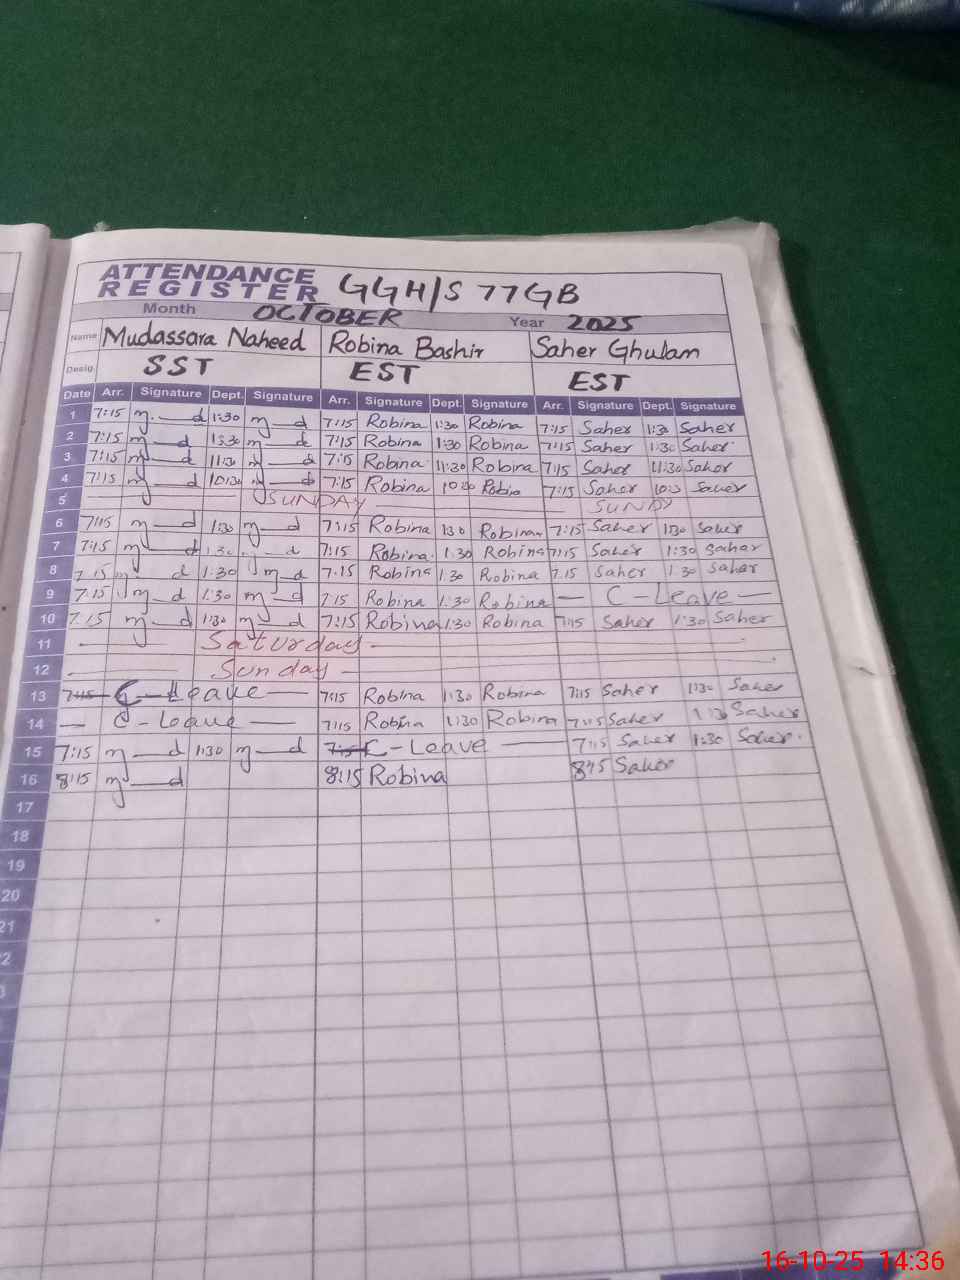 ATTENDANCE
REGISTER GGH/S 77GB
Month OCTOBER Year 2025
Name Mudassara Naheed Robina Bashir Saher Ghulam
Desig. SST EST EST
Date Arr. Signature Dept. Signature Arr. Signature Dept. Signature Arr. Signature Dept. Signature
1 7:15 m—d 1:30 m—d 7:15 Robina 1:30 Robina 7:15 Saher 1:30 Saher
2 7:15 m—d 1:30 m—d 7:15 Robina 1:30 Robina 7:15 Saher 1:30 Saher
3 7:15 m—d 11:30 m—d 7:15 Robina 11:30 Robina 7:15 Saher 11:30 Saher
4 7:15 m—d 10:30 m—d 7:15 Robina Robina 7:15 Saher Saher
5 SUNDAY SUNDY
6 7:15 m—d 1:30 m—d 7:15 Robina 1:30 Robina 7:15 Saher 1:30 Saher
7 7:15 m—d 1:30 m—d 7:15 Robina 1:30 Robina 7:15 Saher 1:30 Saher
8 7:15 m—d 1:30 m—d 7:15 Robina 1:30 Robina 7:15 Saher 1:30 Saher
9 7:15 m—d 1:30 m—d 7:15 Robina 1:30 Robina — C-Leave —
10 7:15 m—d 1:30 m—d 7:15 Robina 1:30 Robina 7:15 Saher 1:30 Saher
11 Saturday
12 Sunday
13 7:15 C-Leave — 7:15 Robina 1:30 Robina 7:15 Saher 1:30 Saher
14 — C-Leave — 7:15 Robina 1:30 Robina 7:15 Saher 1:30 Saher
15 7:15 m—d 1:30 m—d 7:15 C-Leave — 7:15 Saher 1:30 Saher
16 8:15 m—d 8:15 Robina 8:15 Saher
17
18
19
20
21
16-10-25 14:36